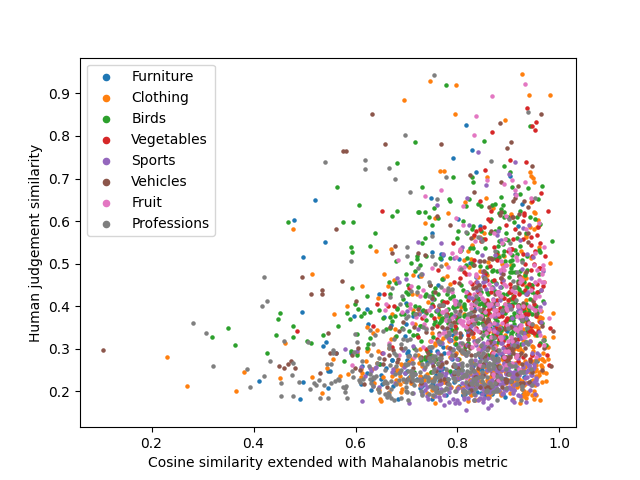 Furniture
Clothing
Birds
Vegetables
Sports
Vehicles
Fruit
Professions
Human judgement similarity
0.9
0.8
0.7
0.6
0.5
0.4
0.3
0.2
0.2 0.4 0.6 0.8 1.0
Cosine similarity extended with Mahalanobis metric